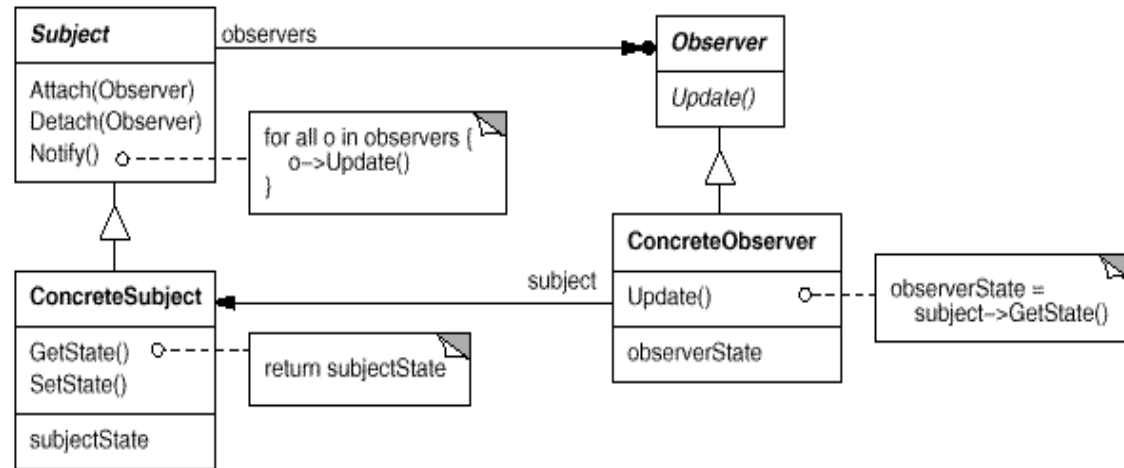 Subject
observers
Observer
Attach(Observer)
Detach(Observer)
Notify()
for all o in observers {
o->Update()
}
Update()
ConcreteSubject
GetState()
SetState()
subjectState
return subjectState
subject
ConcreteObserver
Update()
observerState
observerState =
subject->GetState()